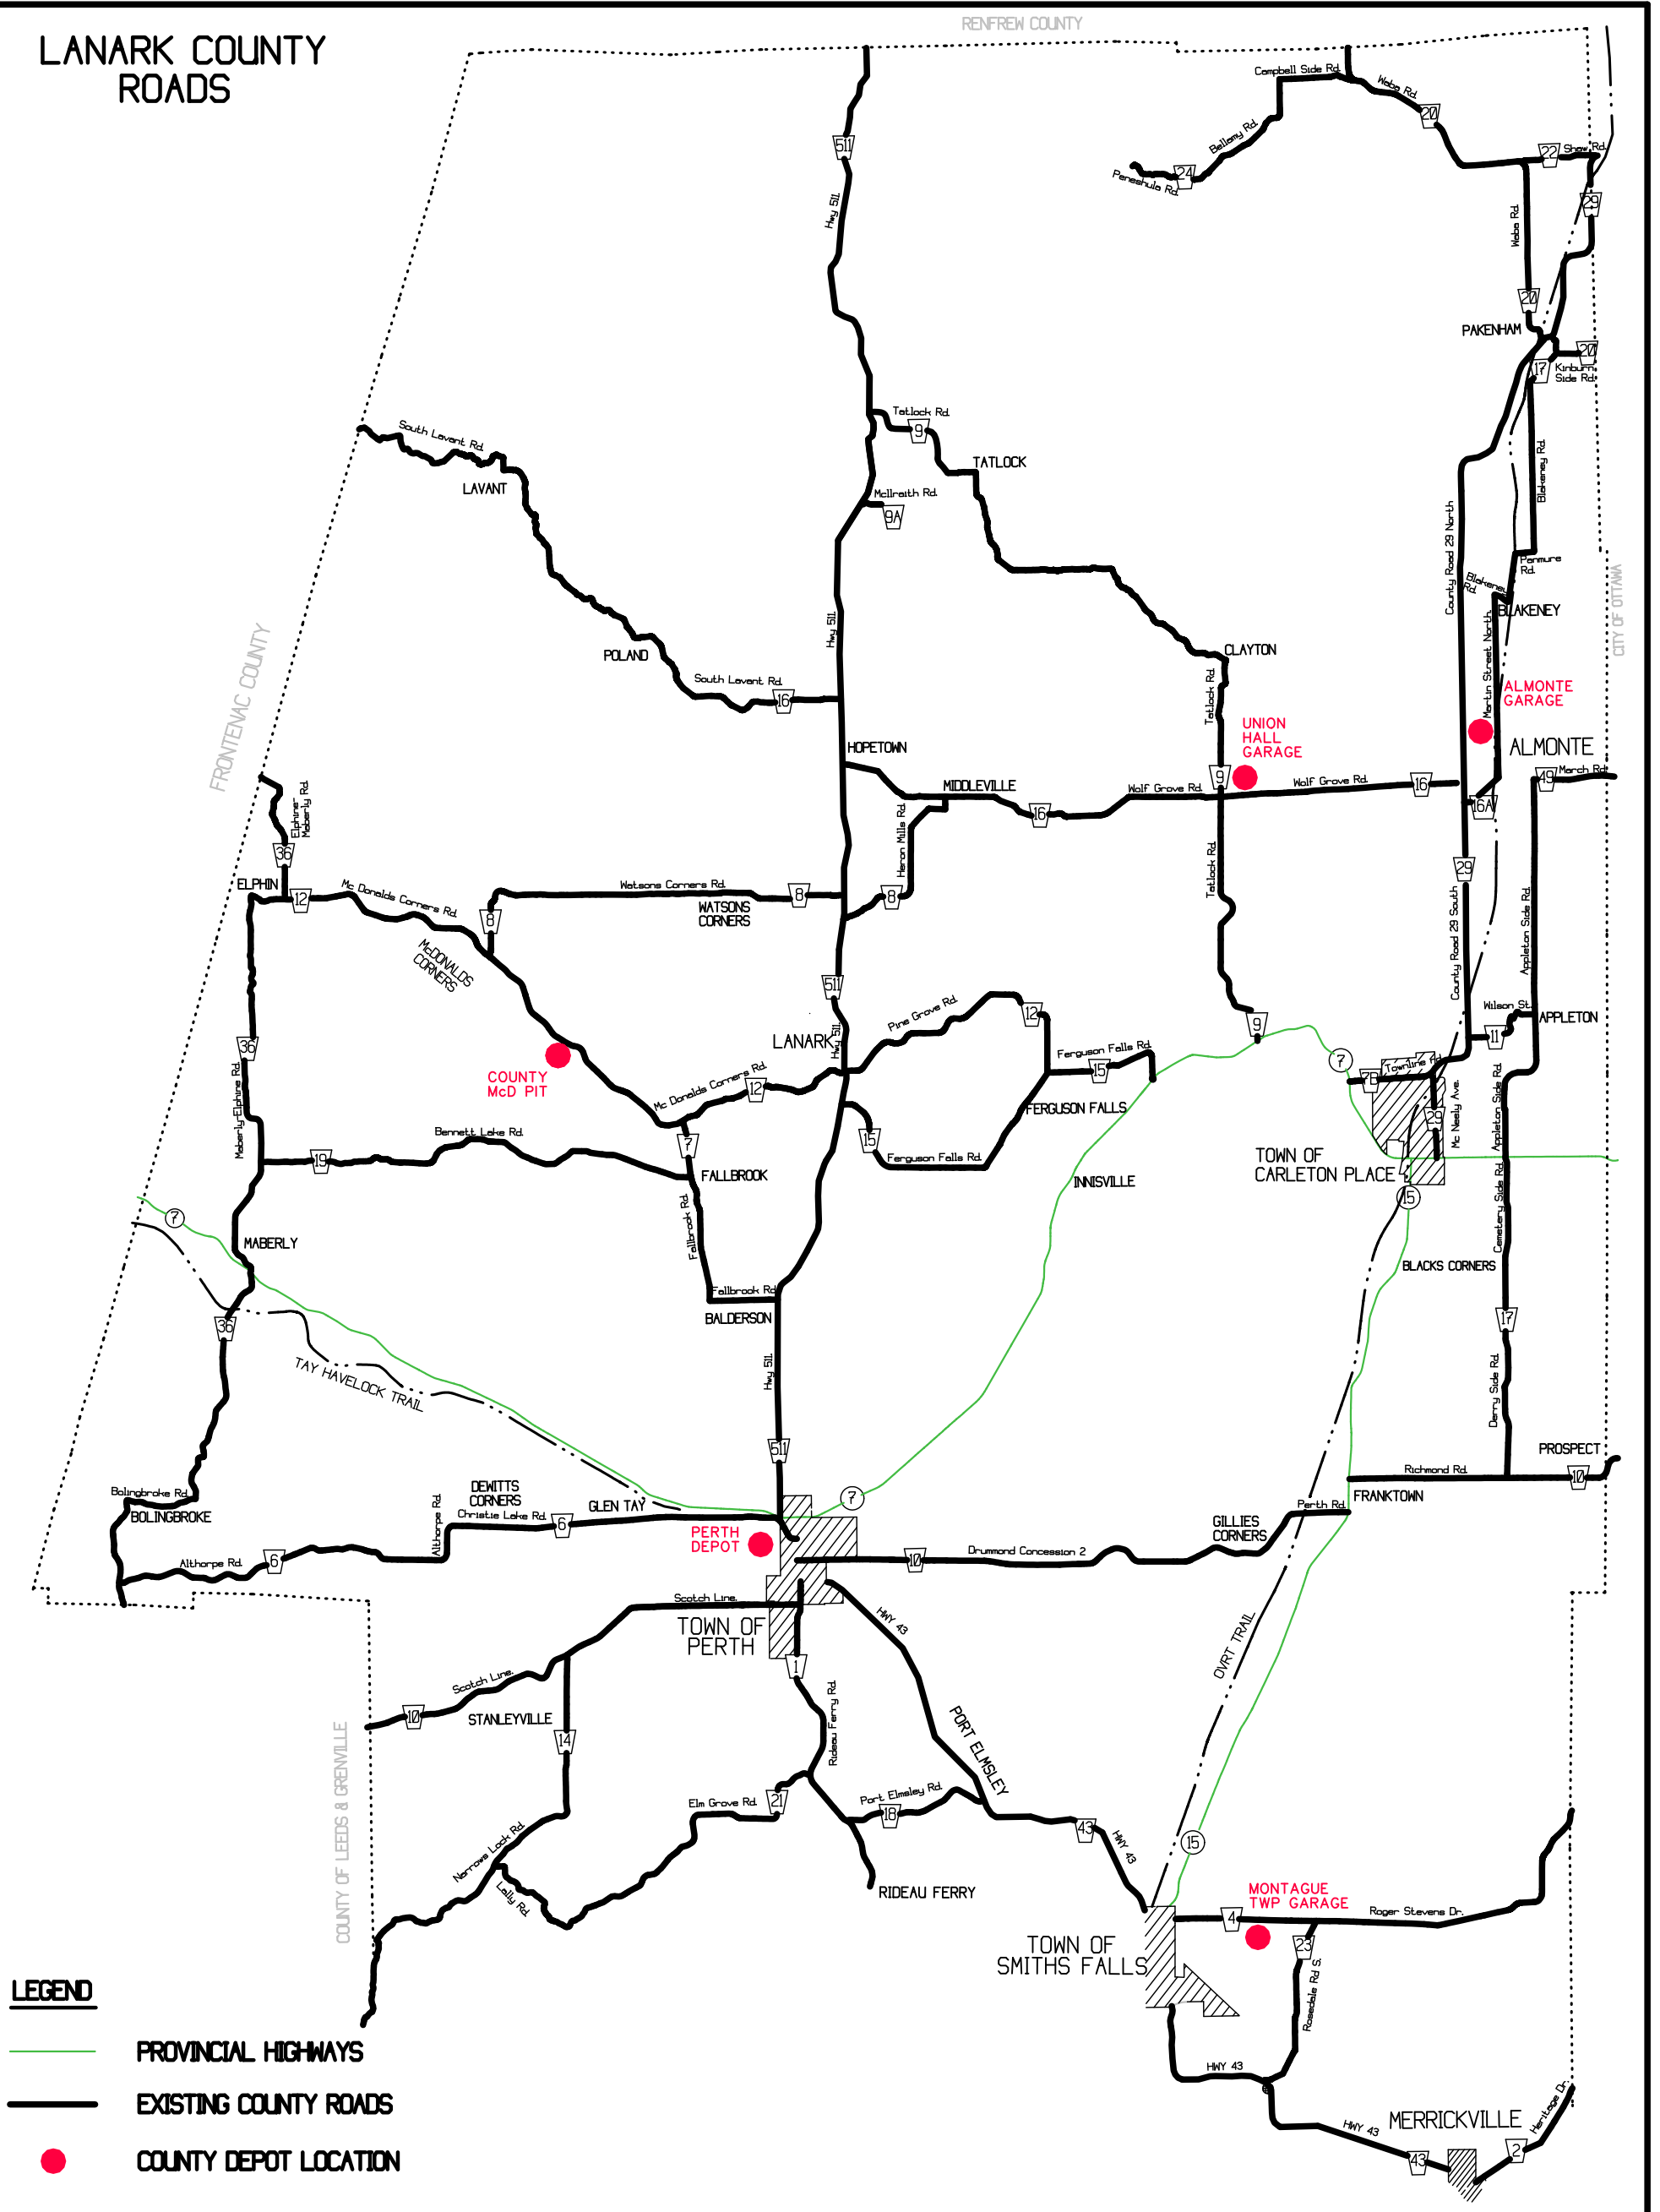 RENFREW COUNTY
LANARK COUNTY
ROADS
Campbell Side Rd.
Waba Rd.
20
511
Bellamy Rd.
22
Shaw Rd.
24
Peneshula Rd.
29
Hwy 511.
Waba Rd.
20
PAKENHAM
20
17
Kinburn
Side Rd.
Tatlock Rd.
9
South Lavant Rd.
TATLOCK
Blakeney Rd.
LAVANT
McIlraith Rd.
9A
County Road 29 North
Panmure
Rd.
Blakeney
Rd.
BLAKENEY
CITY OF OTTAWA
Hwy 511.
FRONTENAC COUNTY
POLAND
CLAYTON
South Lavant Rd.
16
Tatlock Rd.
Martin Street North.
ALMONTE
GARAGE
UNION
HALL
GARAGE
HOPETOWN
ALMONTE
9
49
March Rd.
MIDDLEVILLE
Wolf Grove Rd.
Wolf Grove Rd.
16
16
16A
Elphine-
Maberly Rd.
36
Heron Mills Rd.
Tatlock Rd.
29
ELPHIN
12
Mc Donalds Corners Rd.
Watsons Corners Rd.
8
8
8
WATSONS
CORNERS
McDONALDS
CORNERS
County Road 29 South
Appleton Side Rd.
511
Pine Grove Rd.
12
Wilson St.
APPLETON
9
11
LANARK
Hwy 511.
36
COUNTY
McD PIT
Ferguson Falls Rd.
15
7
Townline Rd.
7B
Maberly-Elphine Rd.
Mc Donalds Corners Rd.
12
FERGUSON FALLS
29
Mc Neely Ave.
Appleton Side Rd.
Bennett Lake Rd.
19
7
15
Ferguson Falls Rd.
FALLBROOK
INNISVILLE
TOWN OF
CARLETON PLACE
15
7
Fallbrook Rd.
MABERLY
Cemetery Side Rd.
BLACKS CORNERS
Fallbrook Rd.
BALDERSON
36
17
TAY HAVELOCK TRAIL
Hwy 511.
Derry Side Rd.
511
PROSPECT
Richmond Rd.
10
Bolingbroke Rd.
BOLINGBROKE
DEWITTS
CORNERS
Althorpe Rd.
Christie Lake Rd.
6
GLEN TAY
7
FRANKTOWN
Perth Rd.
GILLIES
CORNERS
PERTH
DEPOT
Althorpe Rd.
6
10
Drummond Concession 2
Scotch Line.
TOWN OF
PERTH
HWY 43
OVRT TRAIL
1
Scotch Line.
10
STANLEYVILLE
14
Rideau Ferry Rd.
PORT ELMSLEY
COUNTY OF LEEDS & GRENVILLE
Elm Grove Rd.
21
Port Elmsley Rd.
18
43
HWY 43
15
Narrows Lock Rd.
Lally Rd.
RIDEAU FERRY
MONTAGUE
TWP GARAGE
4
Roger Stevens Dr.
TOWN OF
SMITHS FALLS
23
Rosedale Rd S.
LEGEND
PROVINCIAL HIGHWAYS
EXISTING COUNTY ROADS
COUNTY DEPOT LOCATION
HWY 43
Heritage Dr.
MERRICKVILLE
HWY 43
43
2